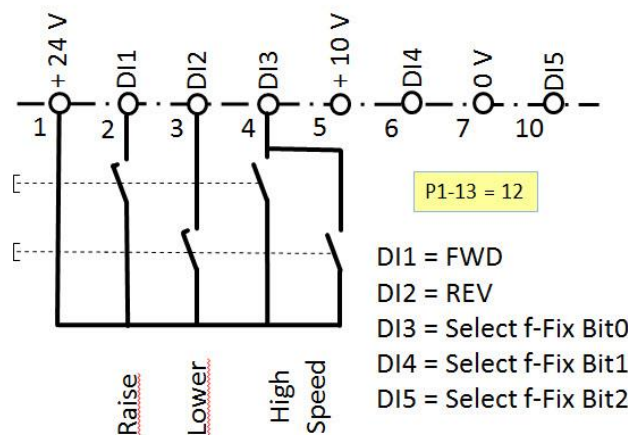 + 24 V
DI1
DI2
DI3
+ 10 V
DI4
0 V
DI5
1
2
3
4
5
6
7
10
P1-13 = 12
DI1 = FWD
DI2 = REV
DI3 = Select f-Fix Bit0
DI4 = Select f-Fix Bit1
DI5 = Select f-Fix Bit2
Raise
Lower
High
Speed